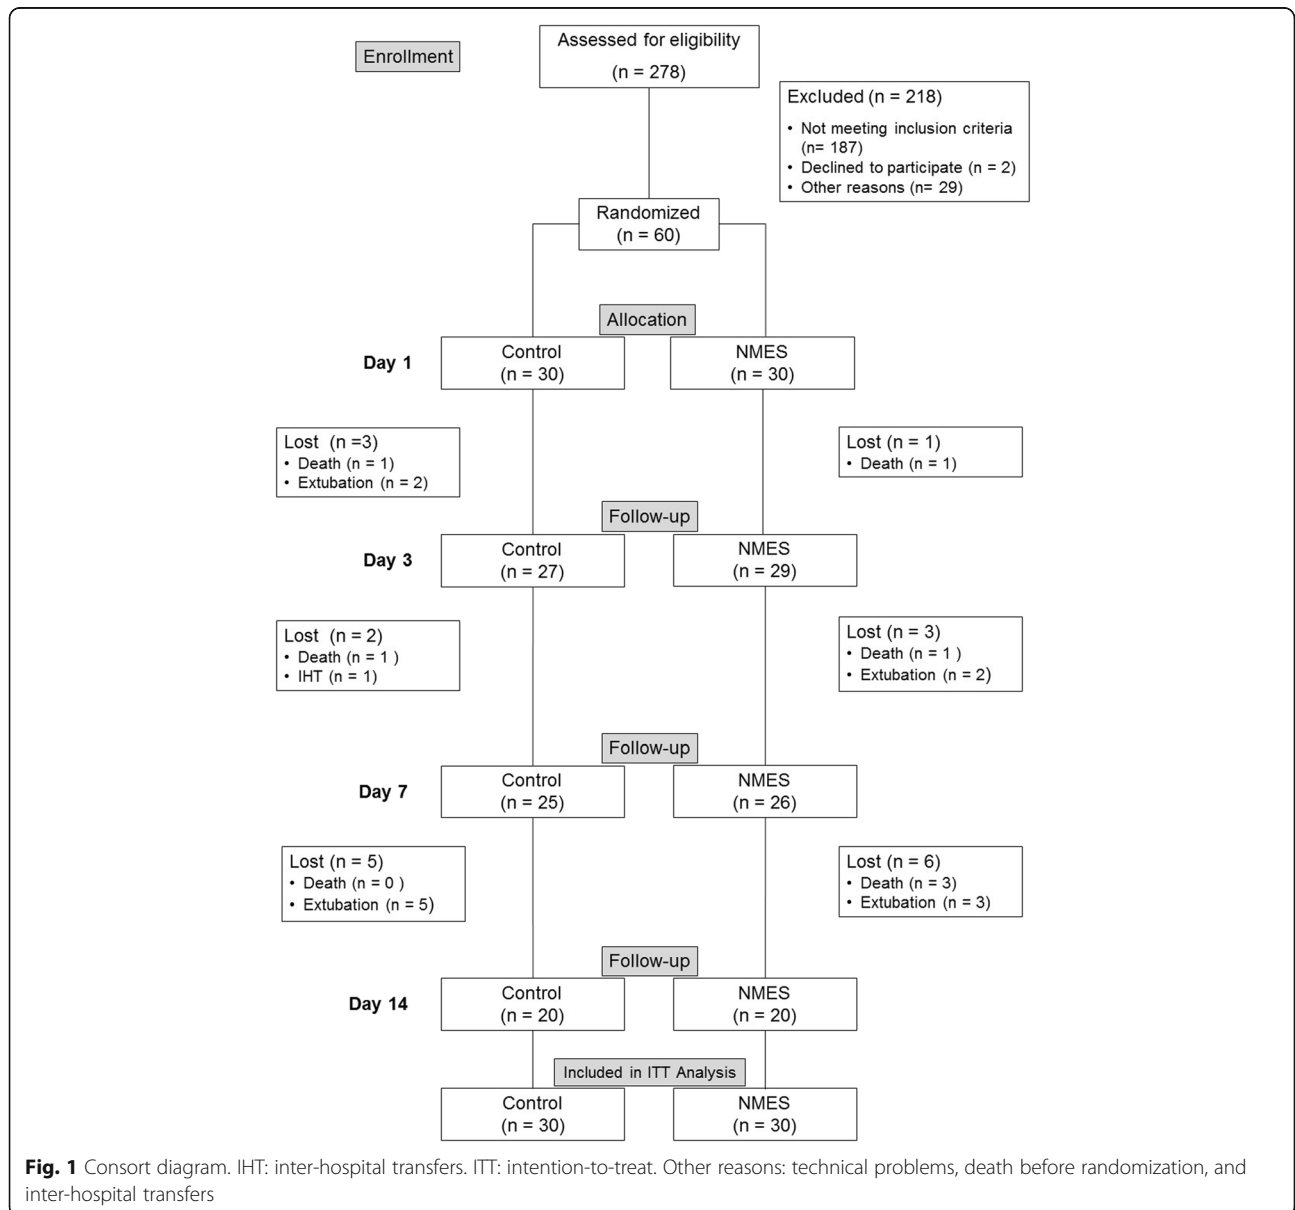 Enrollment
Assessed for eligibility
(n = 278)
Excluded (n = 218)
• Not meeting inclusion criteria
(n= 187)
• Declined to participate (n = 2)
• Other reasons (n= 29)
Randomized
(n = 60)
Allocation
Day 1
Control
(n = 30)
NMES
(n = 30)
Lost (n =3)
• Death (n = 1)
• Extubation (n = 2)
Lost (n = 1)
• Death (n = 1)
Follow-up
Day 3
Control
(n = 27)
NMES
(n = 29)
Lost (n = 2)
• Death (n = 1 )
• IHT (n = 1)
Lost (n = 3)
• Death (n = 1 )
• Extubation (n = 2)
Follow-up
Day 7
Control
(n = 25)
NMES
(n = 26)
Lost (n = 5)
• Death (n = 0 )
• Extubation (n = 5)
Lost (n = 6)
• Death (n = 3)
• Extubation (n = 3)
Follow-up
Day 14
Control
(n = 20)
NMES
(n = 20)
Included in ITT Analysis
Control
(n = 30)
NMES
(n = 30)
Fig. 1 Consort diagram. IHT: inter-hospital transfers. ITT: intention-to-treat. Other reasons: technical problems, death before randomization, and
inter-hospital transfers